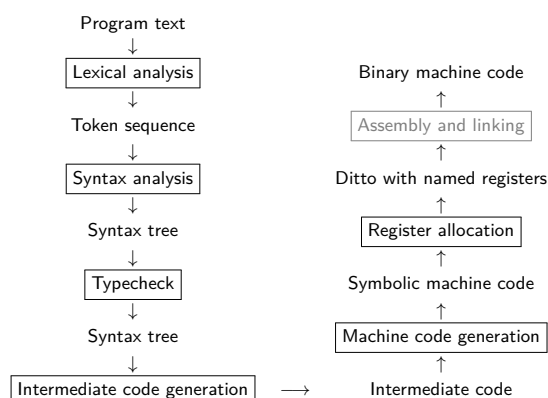 Program text
Lexical analysis
Token sequence
Syntax analysis
Syntax tree
Typecheck
Syntax tree
Intermediate code generation
Intermediate code
Machine code generation
Symbolic machine code
Register allocation
Ditto with named registers
Assembly and linking
Binary machine code